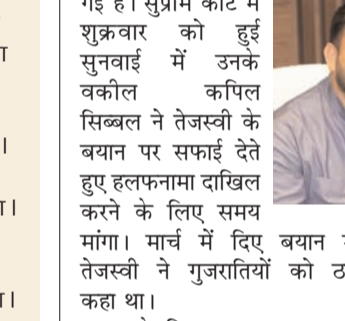 गई है। सुप्रीम कोर्ट में
शुक्रवार को हुई
सुनवाई में उनके
वकील कपिल
सिब्बल ने तेजस्वी के
बयान पर सफाई देते
हुए हलफनामा दाखिल
करने के लिए समय
मांगा। मार्च में दिए बयान
तेजस्वी ने गुजरातियों को
कहा था।